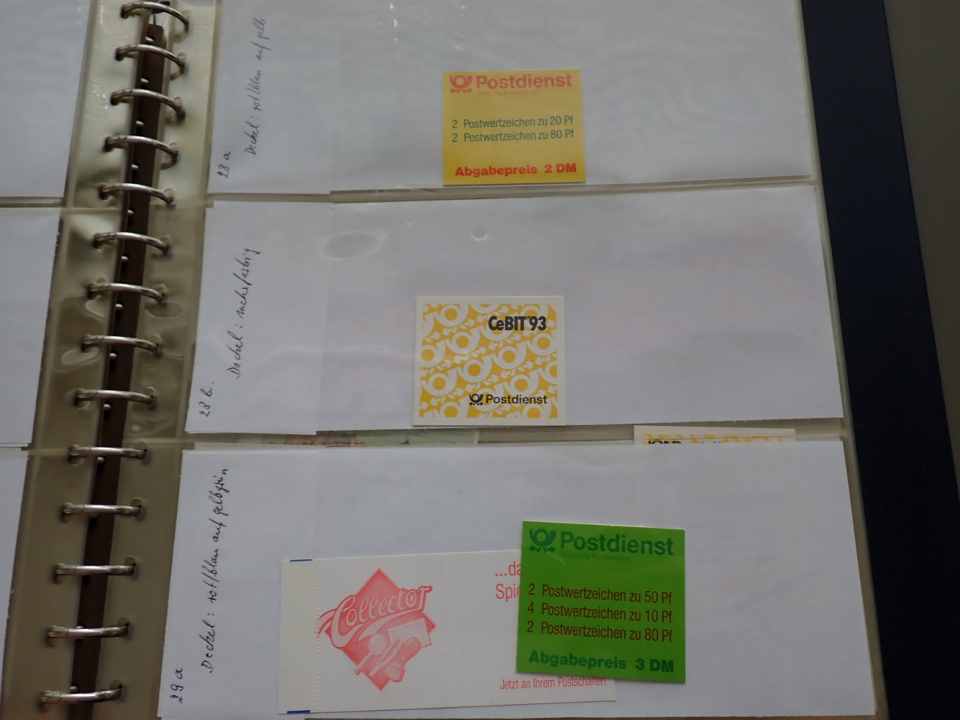 28 a
Deckel: rot/blau auf gelb
Postdienst
2 Postwertzeichen zu 20 Pf
2 Postwertzeichen zu 80 Pf
Abgabepreis 2 DM
28 b.
Deckel: mehrfarbig
CeBIT'93
Postdienst
29 a
Deckel: rot/blau auf gelbgrün
Collector
...da
Spi
Jetzt an Ihrem Postschalter.
Postdienst
2 Postwertzeichen zu 50 Pf
4 Postwertzeichen zu 10 Pf
2 Postwertzeichen zu 80 Pf
Abgabepreis 3 DM